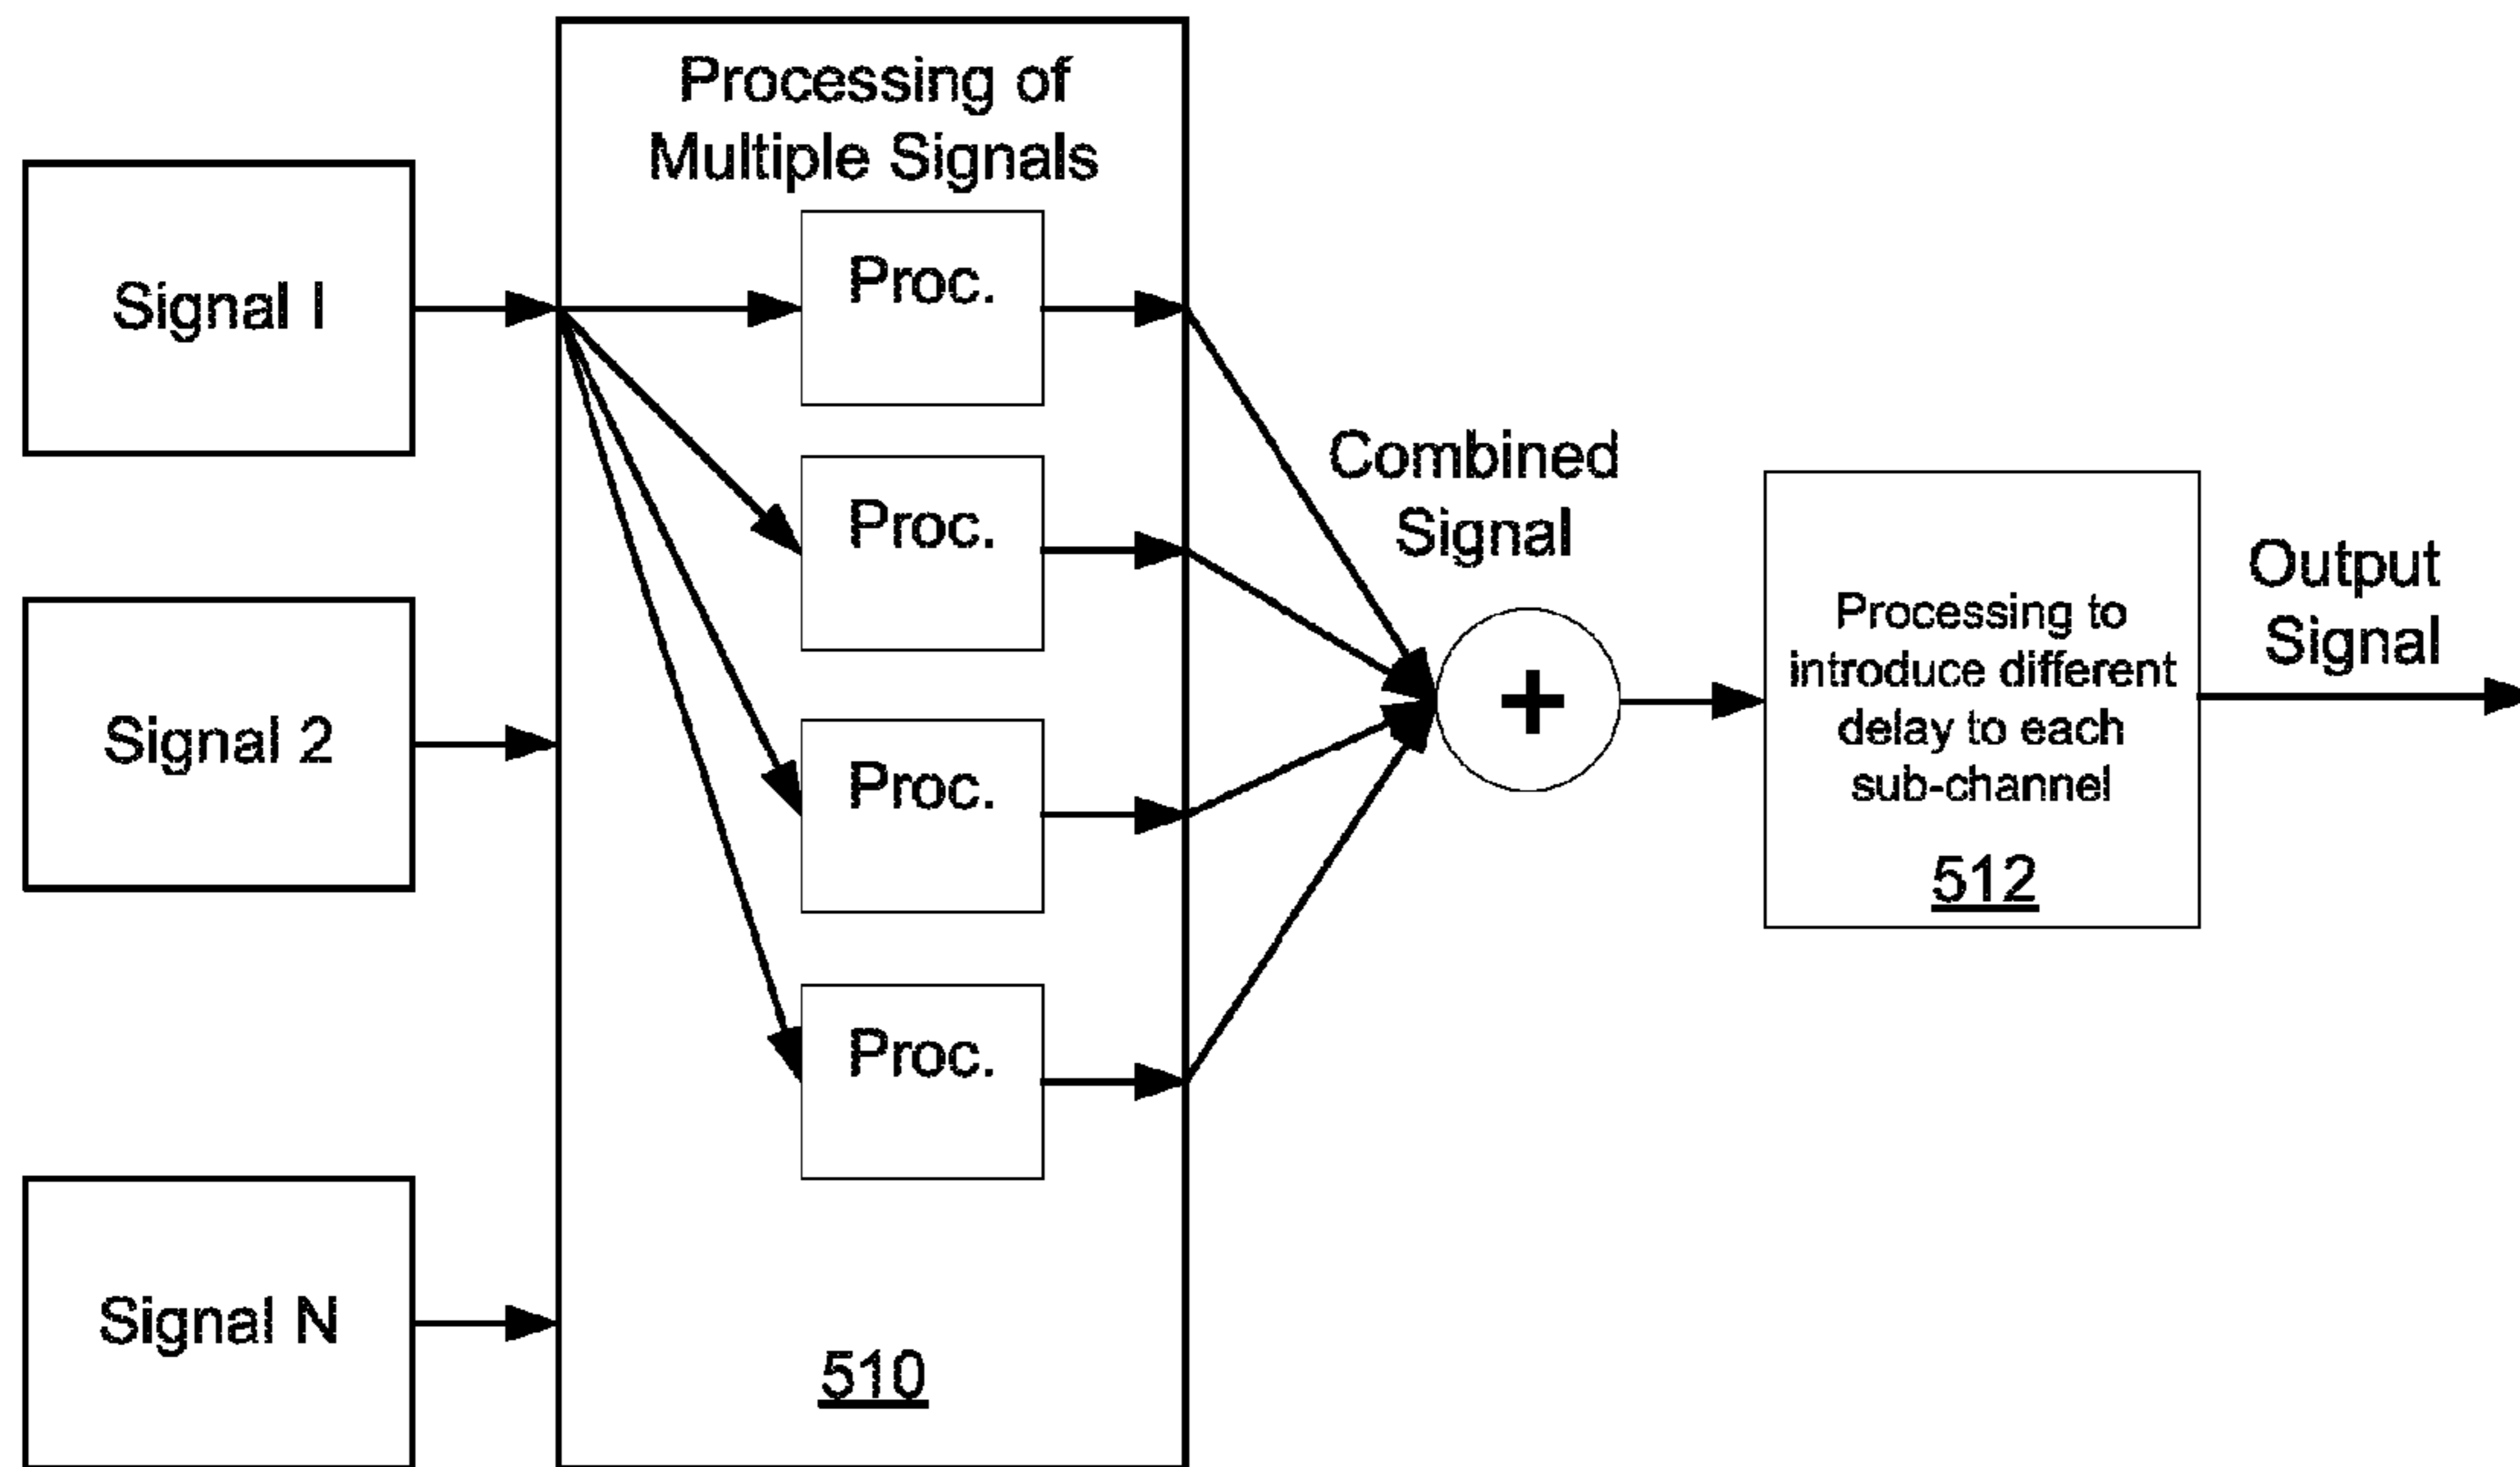 Processing of
Multiple Signals
Signal I
Signal 2
Signal N
Proc.
Proc.
Proc.
Proc.
510
Combined
Signal
+
Processing to
introduce different
delay to each
sub-channel
512
Output
Signal